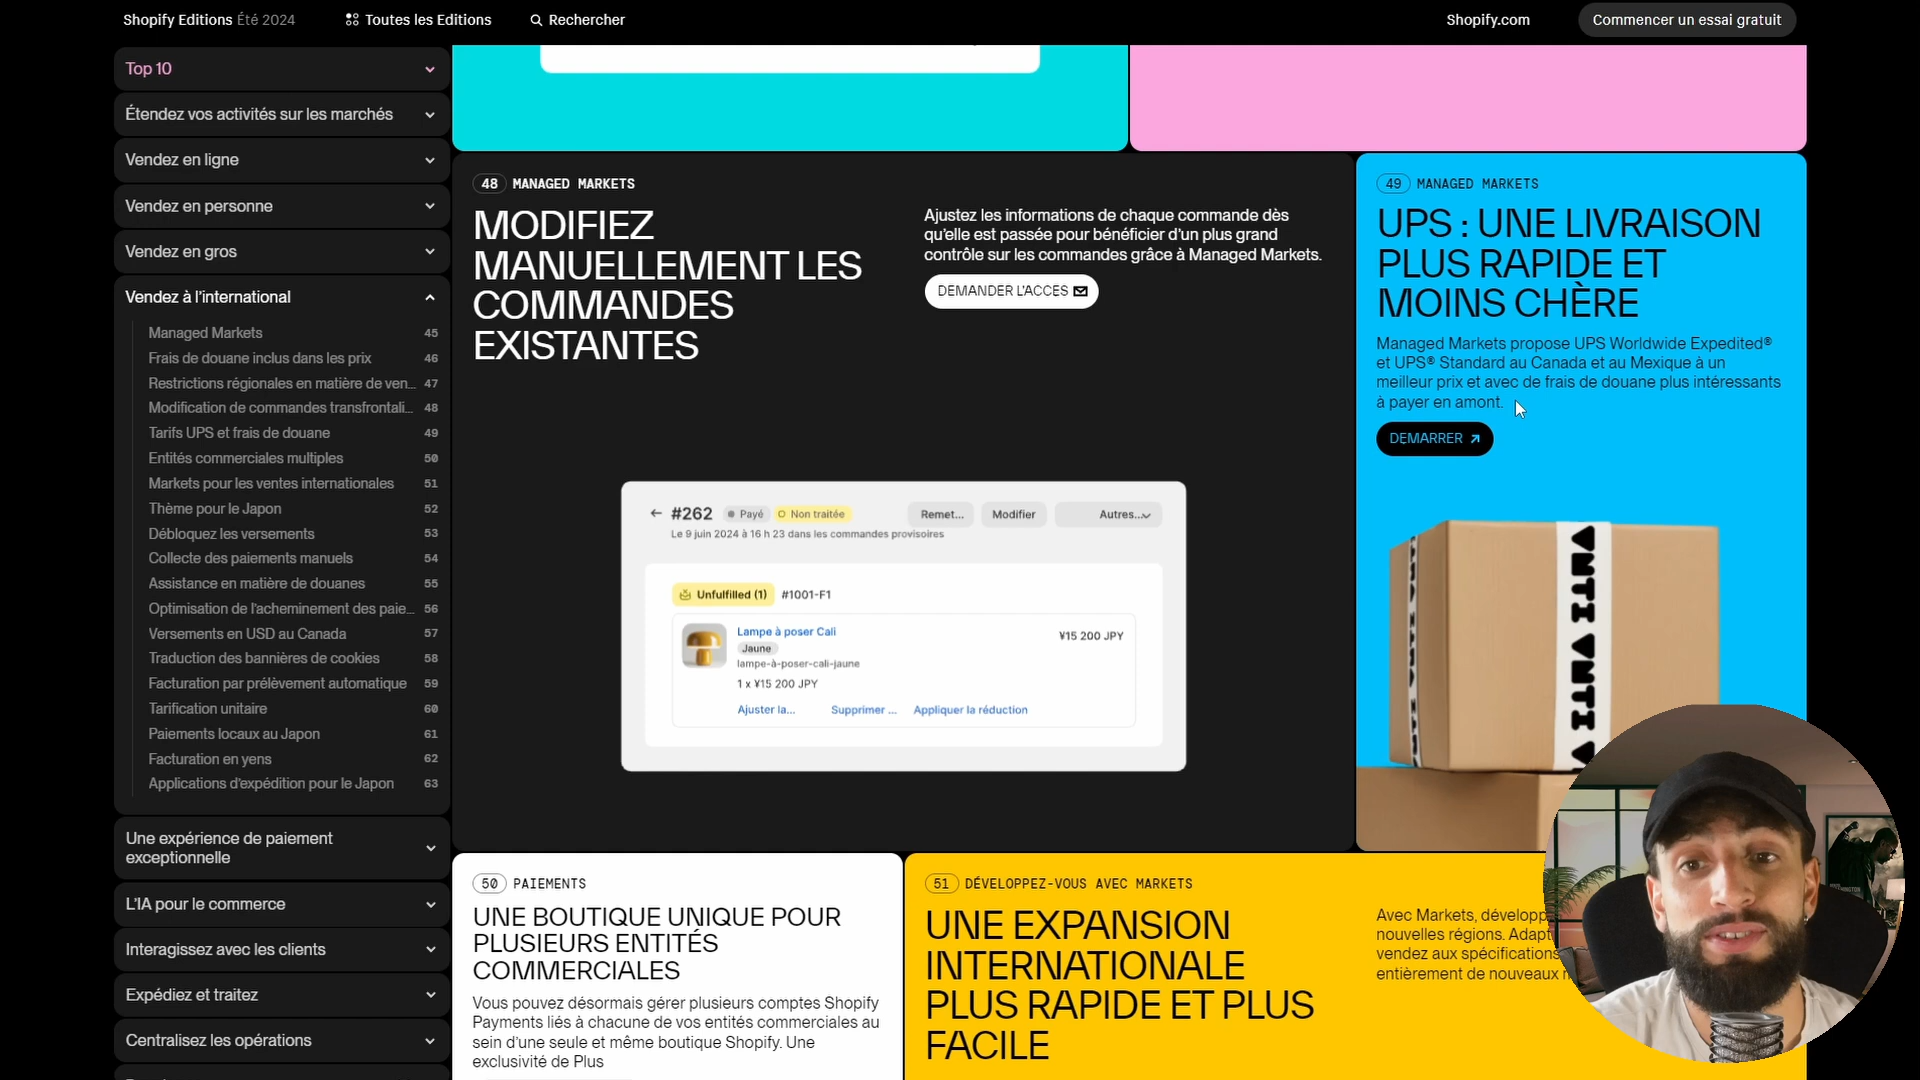 Shopify Editions Été 2024
Toutes les Editions
Rechercher
Shopify.com
Commencer un essai gratuit
Top 10
Étendez vos activités sur les marchés
Vendez en ligne
Vendez en personne
Vendez en gros
Vendez à l'international
Managed Markets 45
Frais de douane inclus dans les prix 46
Restrictions régionales en matière de ven... 47
Modification de commandes transfrontali... 48
Tarifs UPS et frais de douane 49
Entités commerciales multiples 50
Markets pour les ventes internationales 51
Thème pour le Japon 52
Débloquez les versements 53
Collecte des paiements manuels 54
Assistance en matière de douanes 55
Optimisation de l'acheminement des paie... 56
Versements en USD au Canada 57
Traduction des bannières de cookies 58
Facturation par prélèvement automatique 59
Tarification unitaire 60
Paiements locaux au Japon 61
Facturation en yens 62
Applications d'expédition pour le Japon 63
Une expérience de paiement
exceptionnelle
L'IA pour le commerce
Interagissez avec les clients
Expédiez et traitez
Centralisez les opérations
48 MANAGED MARKETS
MODIFIEZ
MANUELLEMENT LES
COMMANDES
EXISTANTES
Ajustez les informations de chaque commande dès
qu'elle est passée pour bénéficier d'un plus grand
contrôle sur les commandes grâce à Managed Markets.
DEMANDER L'ACCES
#262 Payé Non traitée
Remet... Modifier Autres...
Le 9 juin 2024 à 16 h 23 dans les commandes provisoires
Unfulfilled (1) #1001-F1
Lampe à poser Cali
¥15 200 JPY
Jaune
lampe-à-poser-cali-jaune
1 x ¥15 200 JPY
Ajuster la... Supprimer ... Appliquer la réduction
49 MANAGED MARKETS
UPS : UNE LIVRAISON
PLUS RAPIDE ET
MOINS CHÈRE
Managed Markets propose UPS Worldwide Expedited®
et UPS® Standard au Canada et au Mexique à un
meilleur prix et avec de frais de douane plus intéressants
à payer en amont.
DEMARRER
ANTI ANTI
50 PAIEMENTS
UNE BOUTIQUE UNIQUE POUR
PLUSIEURS ENTITÉS
COMMERCIALES
Vous pouvez désormais gérer plusieurs comptes Shopify
Payments liés à chacune de vos entités commerciales au
sein d'une seule et même boutique Shopify. Une
exclusivité de Plus
51 DÉVELOPPEZ-VOUS AVEC MARKETS
UNE EXPANSION
INTERNATIONALE
PLUS RAPIDE ET PLUS
FACILE
Avec Markets,
nouvelles régions.
vendez aux spécifications
entièrement de nouveaux